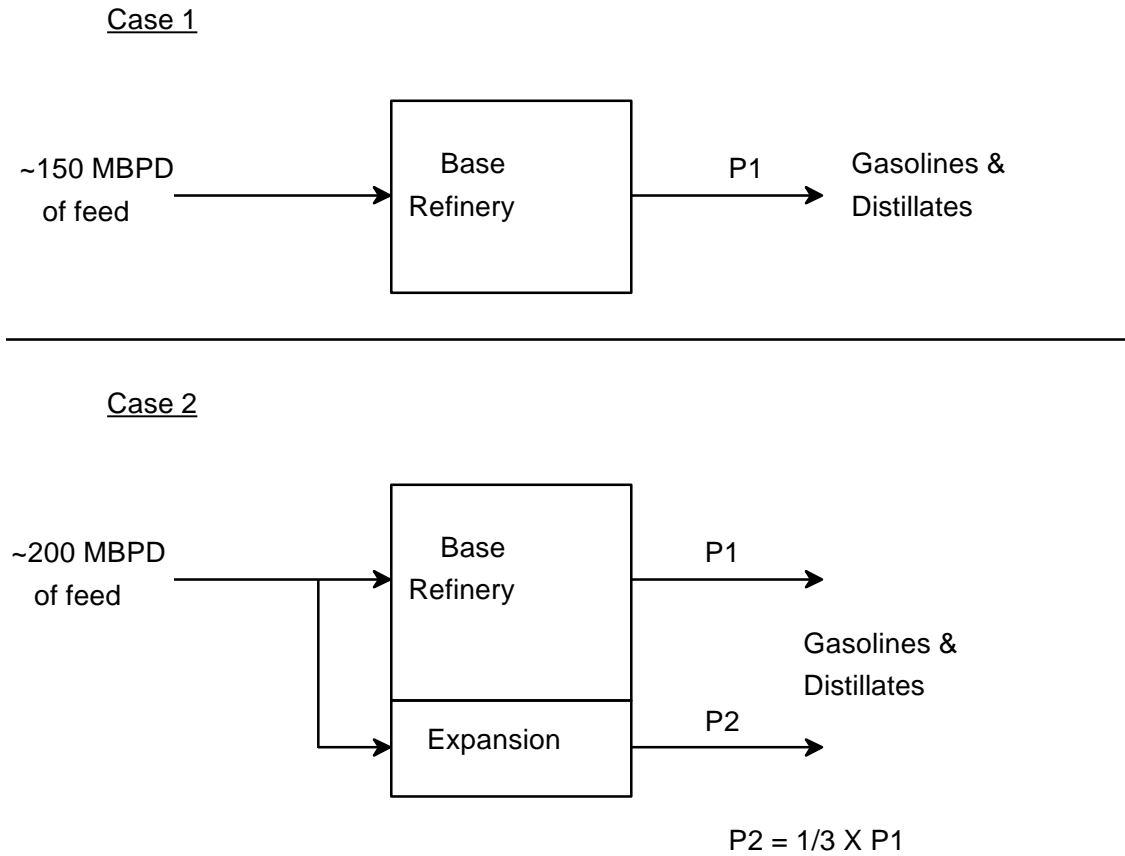 Case 1
~150 MBPD
of feed
Base
Refinery
P1
Gasolines &
Distillates
Case 2
~200 MBPD
of feed
Base
Refinery
P1
Gasolines &
Distillates
Expansion
P2
P2 = 1/3 X P1